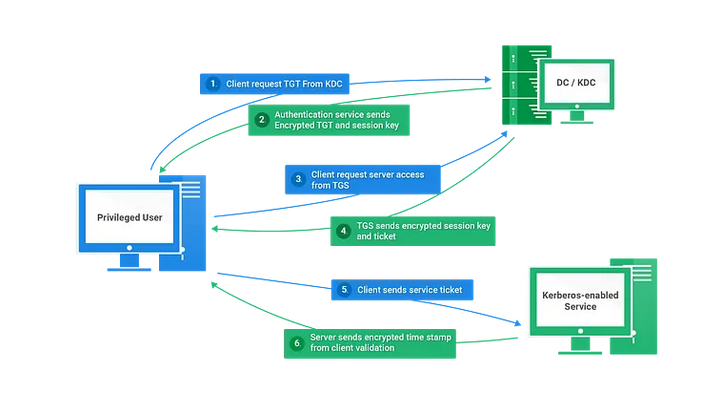 1. Client request TGT From KDC
DC / KDC
2 Authentication service sends
Encrypted TGT and session key
3. Client request server access
from TGS
Privileged User
4. TGS sends encrypted session key
and ticket
5. Client sends service ticket
Kerberos-enabled
Service
6. Server sends encrypted time stamp
from client validation